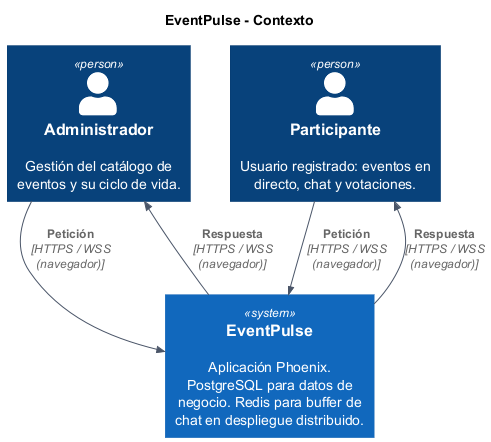 EventPulse - Contexto
«person»
Administrador
Gestión del catálogo de
eventos y su ciclo de vida.
«person»
Participante
Usuario registrado: eventos en
directo, chat y votaciones.
Petición
[HTTPS / WSS
(navegador)]
Respuesta
[HTTPS / WSS
(navegador)]
Petición
[HTTPS / WSS
(navegador)]
Respuesta
[HTTPS / WSS
(navegador)]
«system»
EventPulse
Aplicación Phoenix.
PostgreSQL para datos de
negocio. Redis para buffer de
chat en despliegue distribuido.